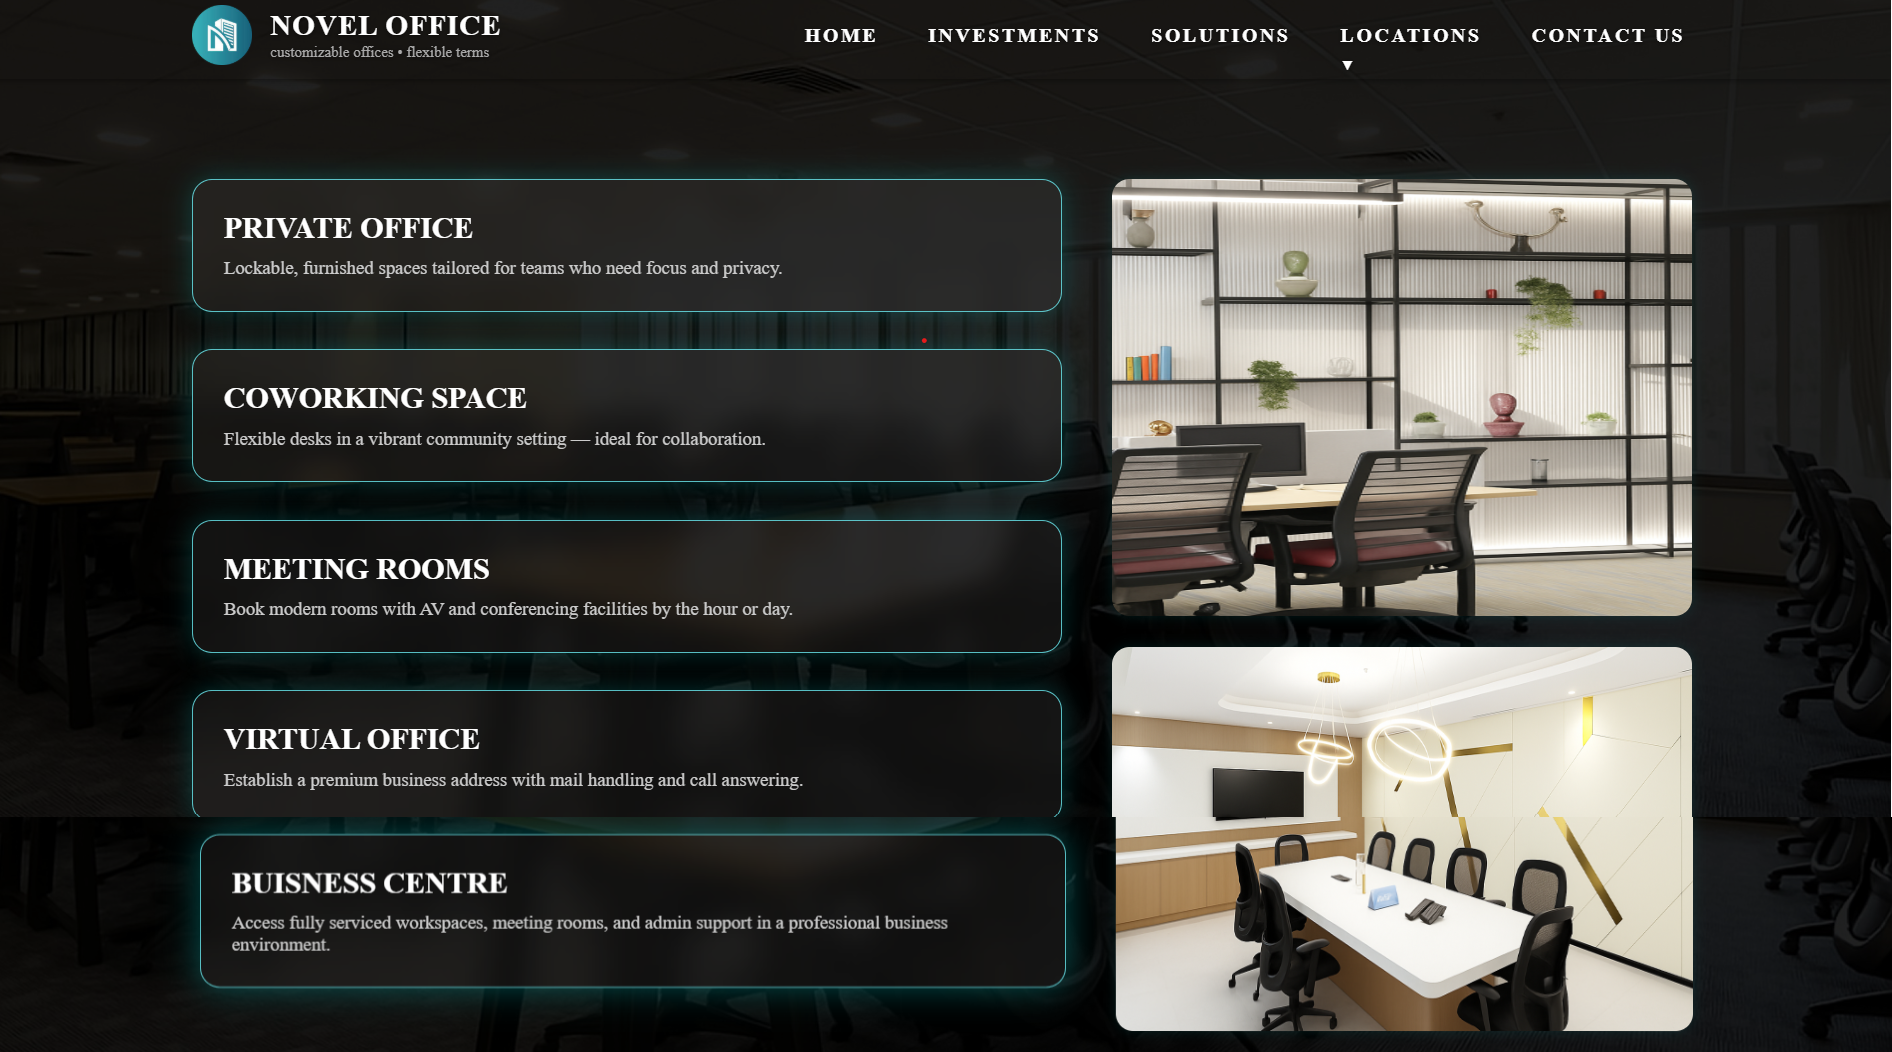 NOVEL OFFICE
customizable offices • flexible terms
HOME INVESTMENTS SOLUTIONS LOCATIONS CONTACT US
▼
PRIVATE OFFICE
Lockable, furnished spaces tailored for teams who need focus and privacy.
COWORKING SPACE
Flexible desks in a vibrant community setting — ideal for collaboration.
MEETING ROOMS
Book modern rooms with AV and conferencing facilities by the hour or day.
VIRTUAL OFFICE
Establish a premium business address with mail handling and call answering.
BUISNESS CENTRE
Access fully serviced workspaces, meeting rooms, and admin support in a professional business
environment.